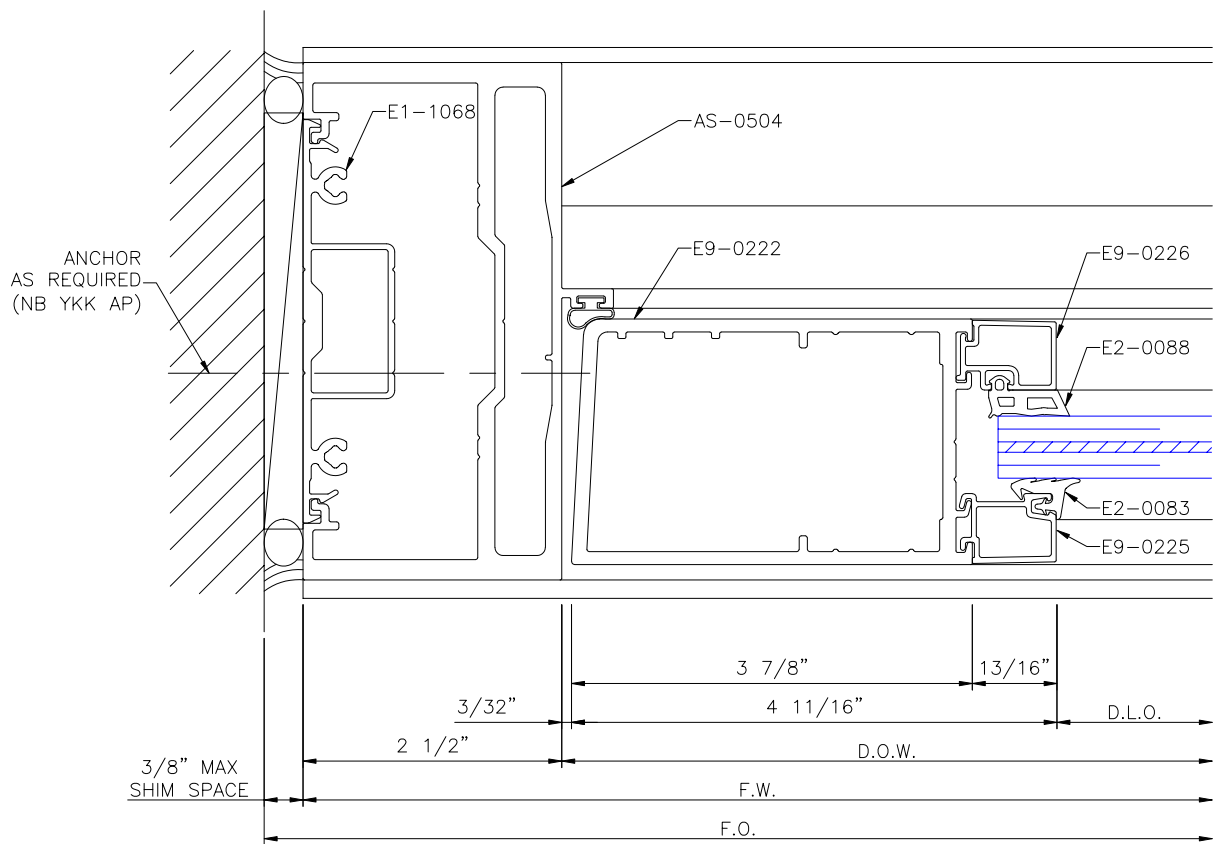 E1-1068
AS-0504
E9-0222
E9-0226
ANCHOR
AS REQUIRED
(NB YKK AP)
E2-0088
E2-0083
E9-0225
3 7/8"
13/16"
3/32"
4 11/16"
D.L.O.
2 1/2"
D.O.W.
3/8" MAX
SHIM SPACE
F.W.
F.O.